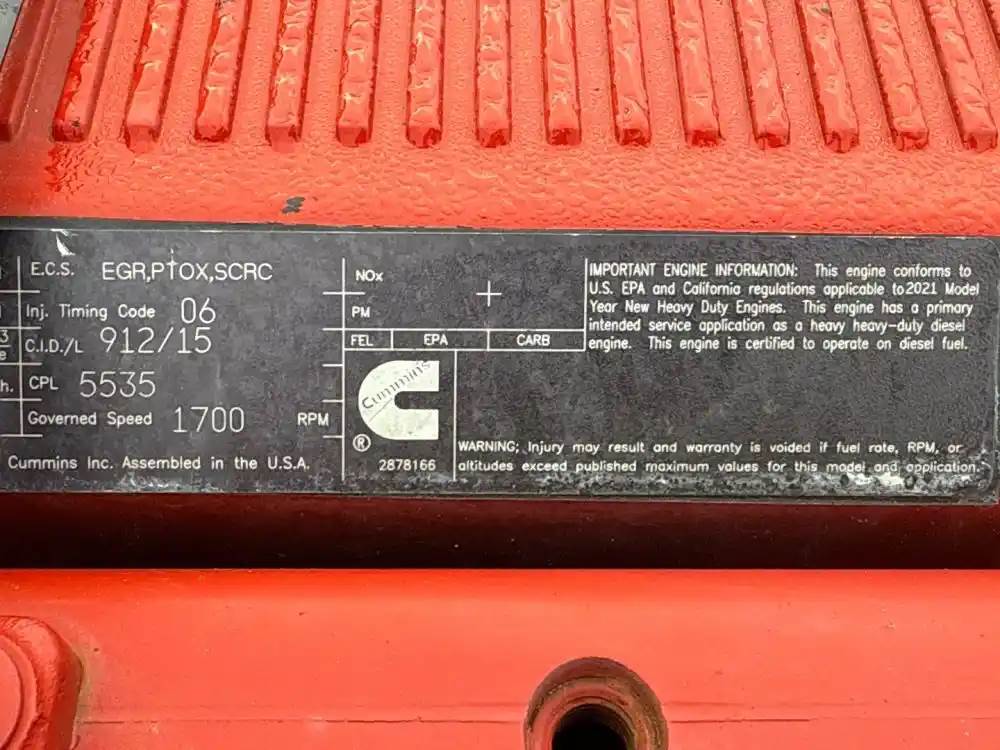 E.C.S. EGR,PTOX,SCRC
Inj. Timing Code 06
C.I.D./L 912/15
CPL 5535
Governed Speed 1700 RPM
Cummins Inc. Assembled in the U.S.A.
3
e
h.
NOx
PM
FEL EPA CARB
Cummins
®
2878166
IMPORTANT ENGINE INFORMATION: This engine conforms to
U.S. EPA and California regulations applicable to 2021 Model
Year New Heavy Duty Engines. This engine has a primary
intended service application as a heavy heavy-duty diesel
engine. This engine is certified to operate on diesel fuel.
WARNING; Injury may result and warranty is voided if fuel rate, RPM, or
altitudes exceed published maximum values for this model and application.